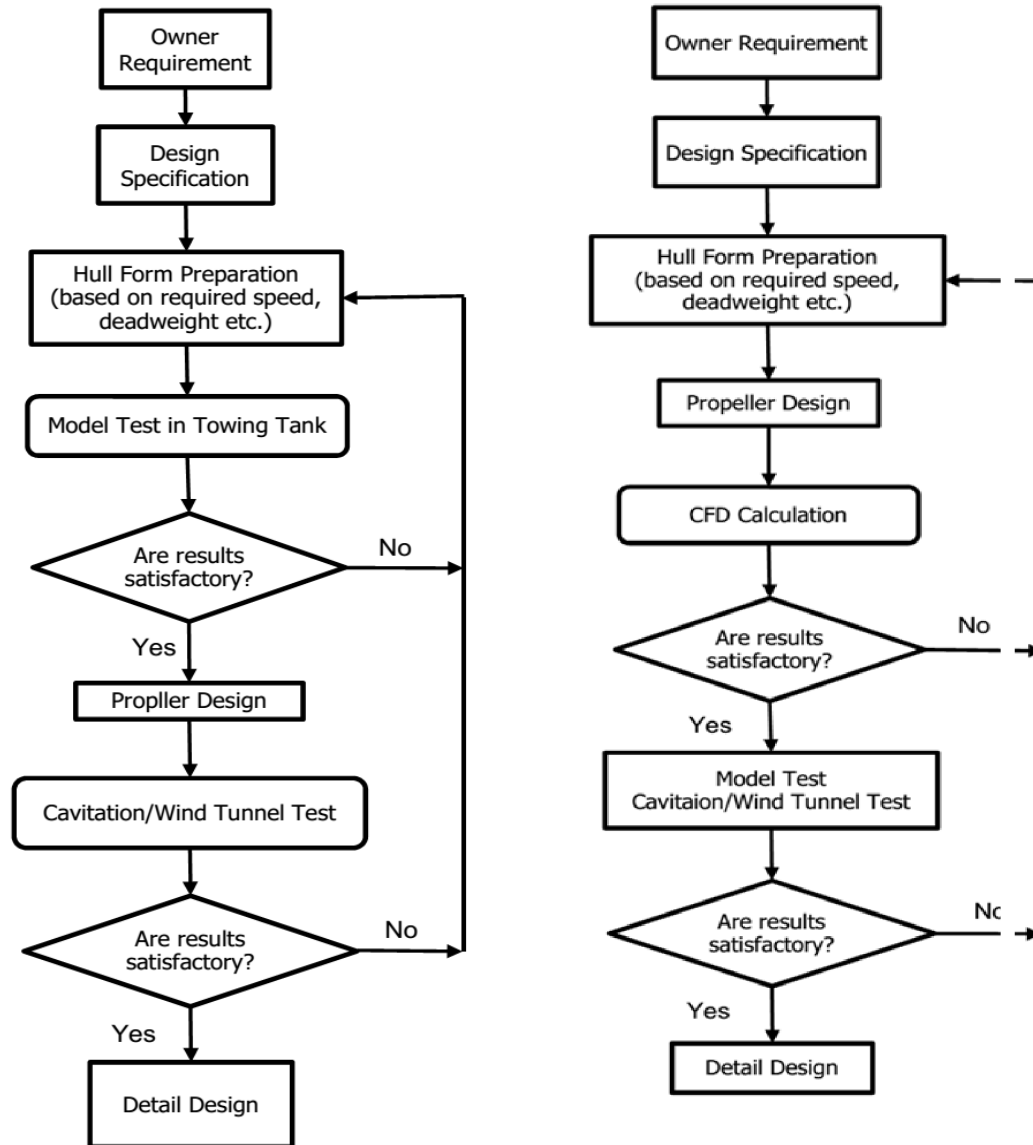 Owner
Requirement
Design
Specification
Hull Form Preparation
(based on required speed,
deadweight etc.)
Model Test in Towing Tank
Are results
satisfactory?
No
Yes
Propller Design
Cavitation/Wind Tunnel Test
Are results
satisfactory?
No
Yes
Detail Design
Owner Requirement
Design Specification
Hull Form Preparation
(based on required speed,
deadweight etc.)
Propeller Design
CFD Calculation
Are results
satisfactory?
No
Yes
Model Test
Cavitaion/Wind Tunnel Test
Are results
satisfactory?
No
Yes
Detail Design